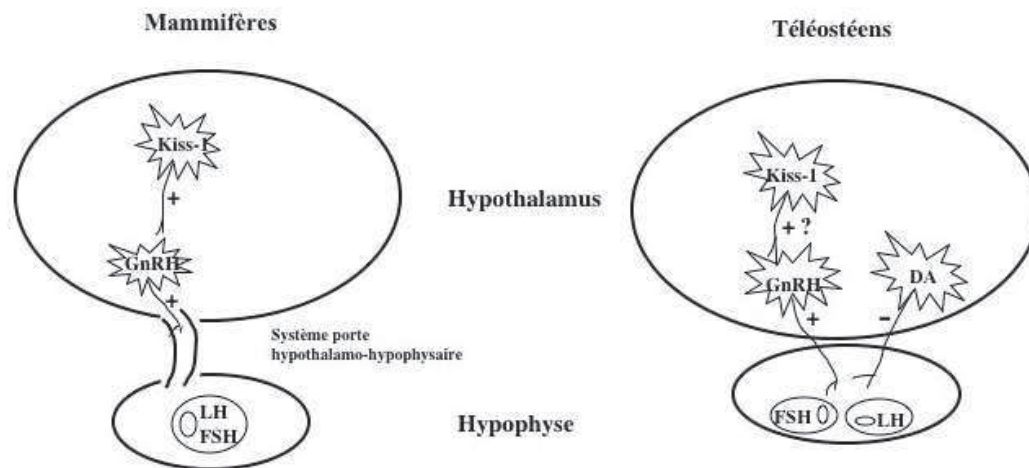 Mammifères
Téléostéens
Kiss-1
+
GnRH
+
Système porte
hypothalamo-hypophysaire
LH
FSH
Hypothalamus
Hypophyse
Kiss-1
+ ?
GnRH
DA
+
-
FSH
LH